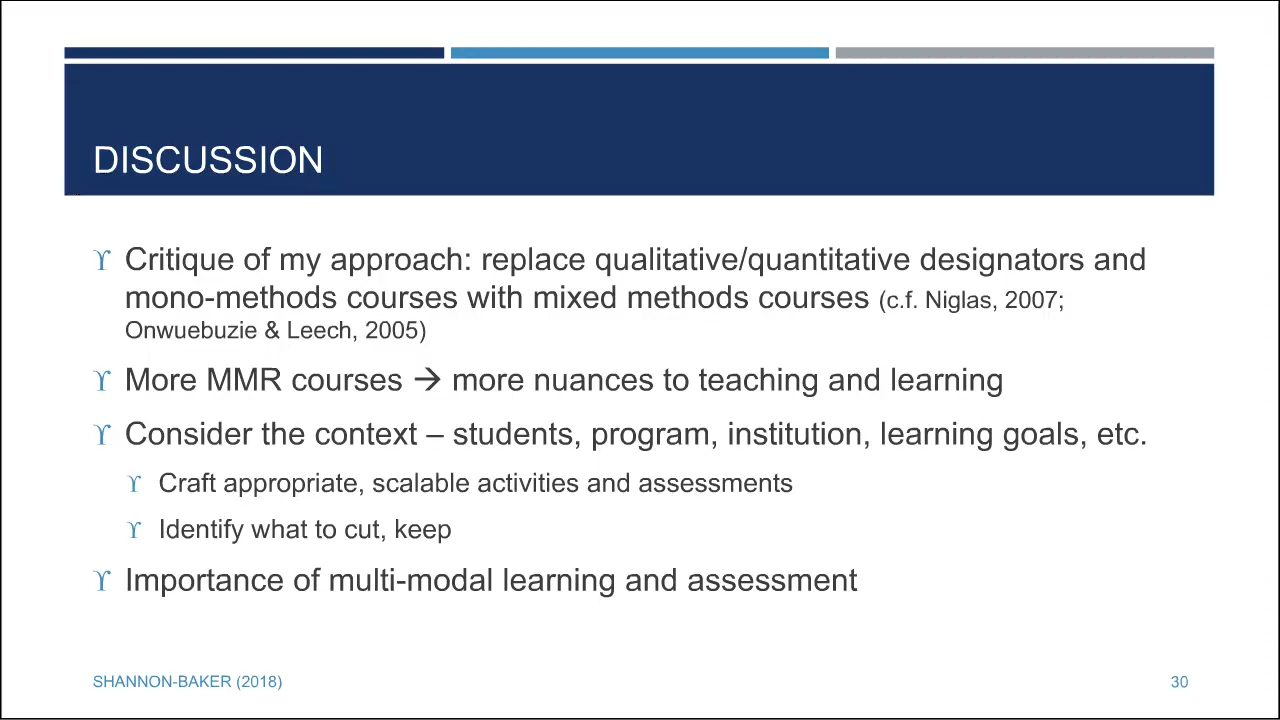 DISCUSSION
ϒ Critique of my approach: replace qualitative/quantitative designators and
mono-methods courses with mixed methods courses (c.f. Niglas, 2007;
Onwuebuzie & Leech, 2005)
ϒ More MMR courses → more nuances to teaching and learning
ϒ Consider the context – students, program, institution, learning goals, etc.
ϒ Craft appropriate, scalable activities and assessments
ϒ Identify what to cut, keep
ϒ Importance of multi-modal learning and assessment
SHANNON-BAKER (2018)
30